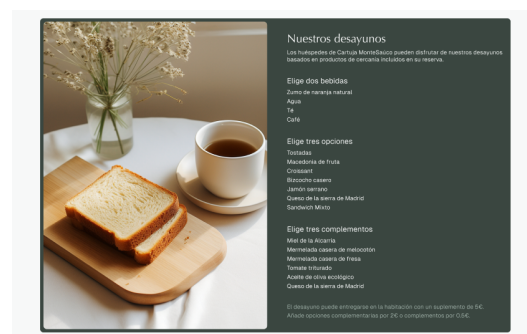 Nuestros desayunos
Los huéspedes de Cartuja MonteSaúco pueden disfrutar de nuestros desayunos
basados en productos de cercanía incluidos en su reserva.
Elige dos bebidas
Zumo de naranja natural
Agua
Té
Café
Elige tres opciones
Tostadas
Macedonia de fruta
Croissant
Bizcocho casero
Jamón serrano
Queso de la sierra de Madrid
Sandwich Mixto
Elige tres complementos
Miel de la Alcarria
Mermelada casera de melocotón
Mermelada casera de fresa
Tomate triturado
Aceite de oliva ecológico
Queso de la sierra de Madrid
El desayuno puede entregarse en la habitación con un suplemento de 5€.
Añade opciones complementarias por 2€ o complementos por 0,5€.